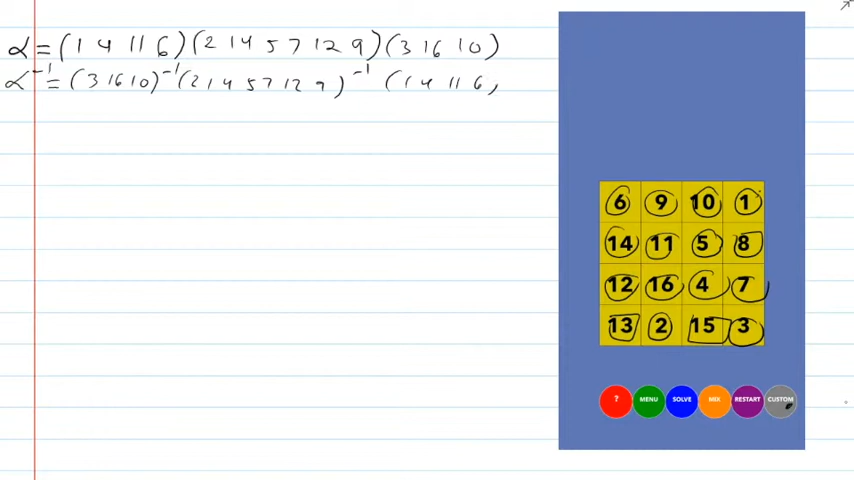 α = (1 4 11 6)(2 14 5 7 12 9)(3 16 10)
α⁻¹ = (3 16 10)⁻¹(2 14 5 7 12 9)⁻¹ (1 4 11 6,
6 9 10 1
14 11 5 8
12 16 4 7
13 2 15 3
? MENU SOLVE MIX RESTART CUSTOM